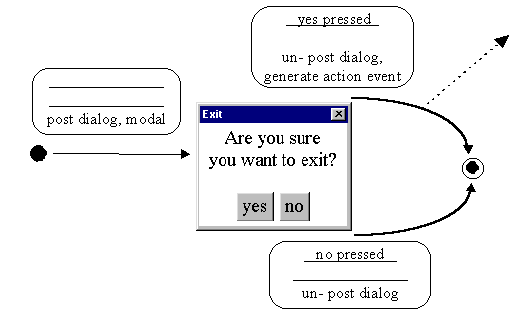 yes pressed
un- post dialog,
generate action event
post dialog, modal
Exit
Are you sure
you want to exit?
yes no
no pressed
un- post dialog